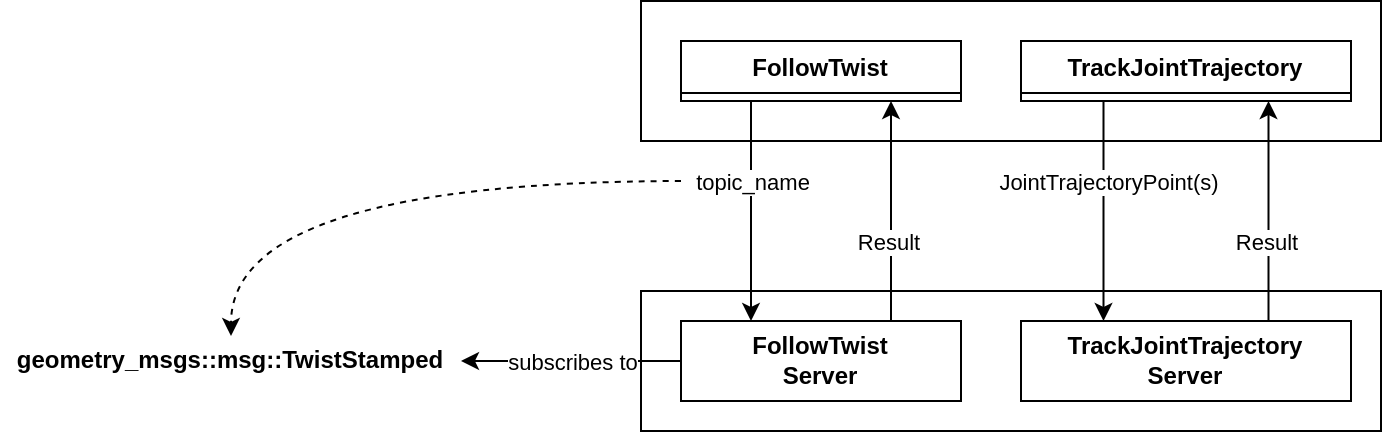 FollowTwist
TrackJointTrajectory
topic_name
JointTrajectoryPoint(s)
Result
Result
geometry_msgs::msg::TwistStamped
subscribes to
FollowTwist
Server
TrackJointTrajectory
Server